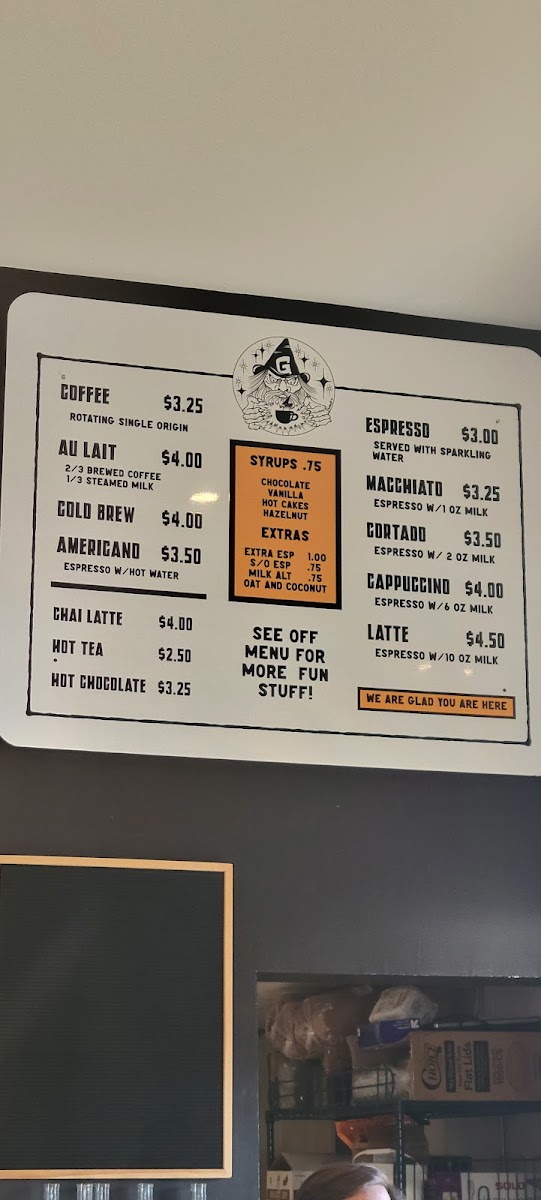 COFFEE $3.25
ROTATING SINGLE ORIGIN
AU LAIT $4.00
2/3 BREWED COFFEE
1/3 STEAMED MILK
COLD BREW $4.00
AMERICANO $3.50
ESPRESSO W/HOT WATER
CHAI LATTE $4.00
HOT TEA $2.50
HOT CHOCOLATE $3.25
G
SYRUPS .75
CHOCOLATE
VANILLA
HOT CAKES
HAZELNUT
EXTRAS
EXTRA ESP 1.00
S/O ESP .75
MILK ALT .75
OAT AND COCONUT
SEE OFF
MENU FOR
MORE FUN
STUFF!
ESPRESSO $3.00
SERVED WITH SPARKLING
WATER
MACCHIATO $3.25
ESPRESSO W/1 OZ MILK
CORTADO $3.50
ESPRESSO W/ 2 OZ MILK
CAPPUCCINO $4.00
ESPRESSO W/6 OZ MILK
LATTE $4.50
ESPRESSO W/10 OZ MILK
WE ARE GLAD YOU ARE HERE
CHOICE
Flat Lids
SOLO